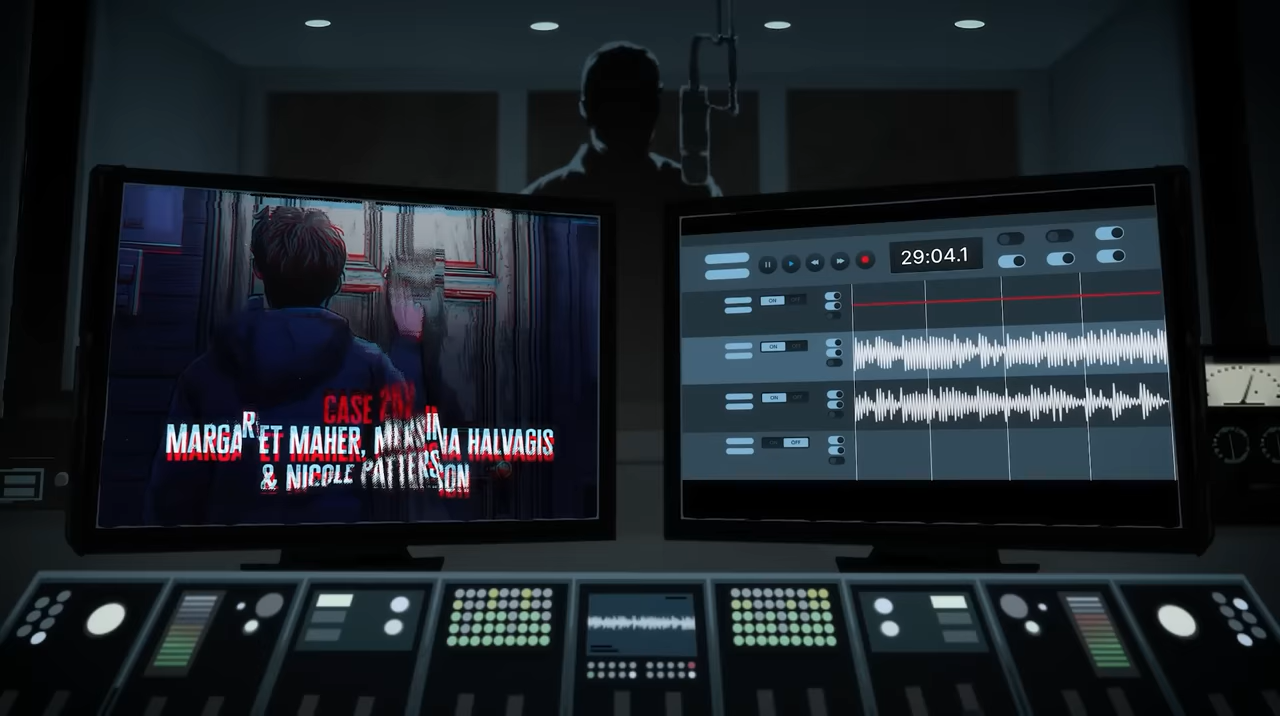 CASE
MARGARET MAHER, HALVAGIS
& NICOLE PATTERSON
29:04.1
ON
ON
ON
OFF